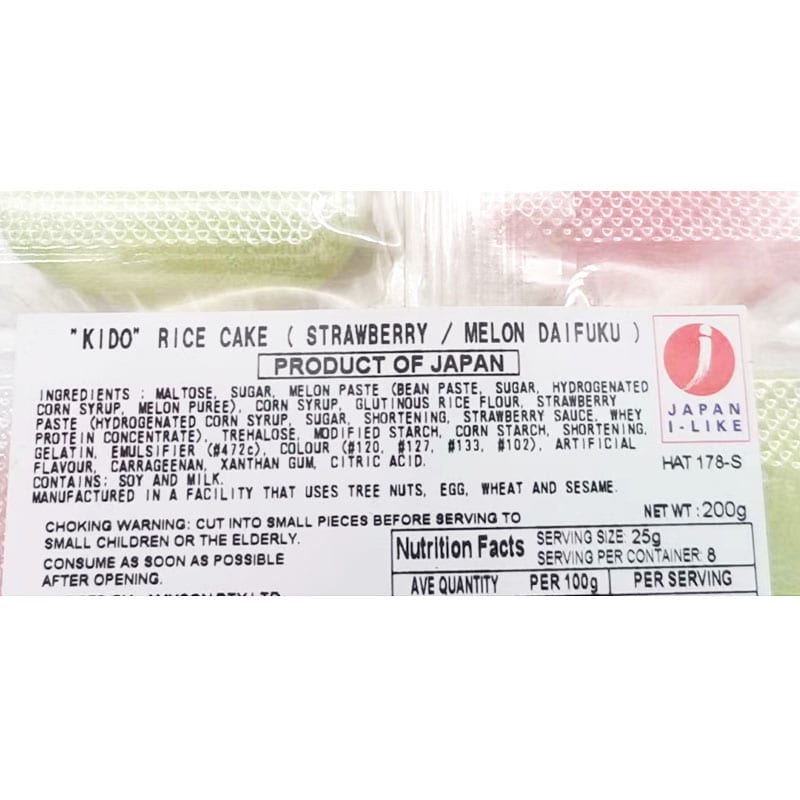 "KIDO" RICE CAKE ( STRAWBERRY / MELON DAIFUKU )
PRODUCT OF JAPAN
INGREDIENTS : MALTOSE, SUGAR, MELON PASTE (BEAN PASTE, SUGAR, HYDROGENATED
CORN SYRUP, MELON PUREE), CORN SYRUP, GLUTINOUS RICE FLOUR, STRAWBERRY
PASTE (HYDROGENATED CORN SYRUP, SUGAR, SHORTENING, STRAWBERRY SAUCE, WHEY
PROTEIN CONCENTRATE), TREHALOSE, MODIFIED STARCH, CORN STARCH, SHORTENING,
GELATIN, EMULSIFIER (#472c), COLOUR (#120, #127, #133, #102), ARTIFICIAL
FLAVOUR, CARRAGEENAN, XANTHAN GUM, CITRIC ACID.
CONTAINS: SOY AND MILK.
MANUFACTURED IN A FACILITY THAT USES TREE NUTS, EGG, WHEAT AND SESAME.
j
JAPAN
I-LIKE
HAT 178-S
NET WT : 200g
CHOKING WARNING: CUT INTO SMALL PIECES BEFORE SERVING TO
SMALL CHILDREN OR THE ELDERLY.
CONSUME AS SOON AS POSSIBLE
AFTER OPENING.
Nutrition Facts
SERVING SIZE: 25g
SERVING PER CONTAINER: 8
AVE QUANTITY PER 100g PER SERVING